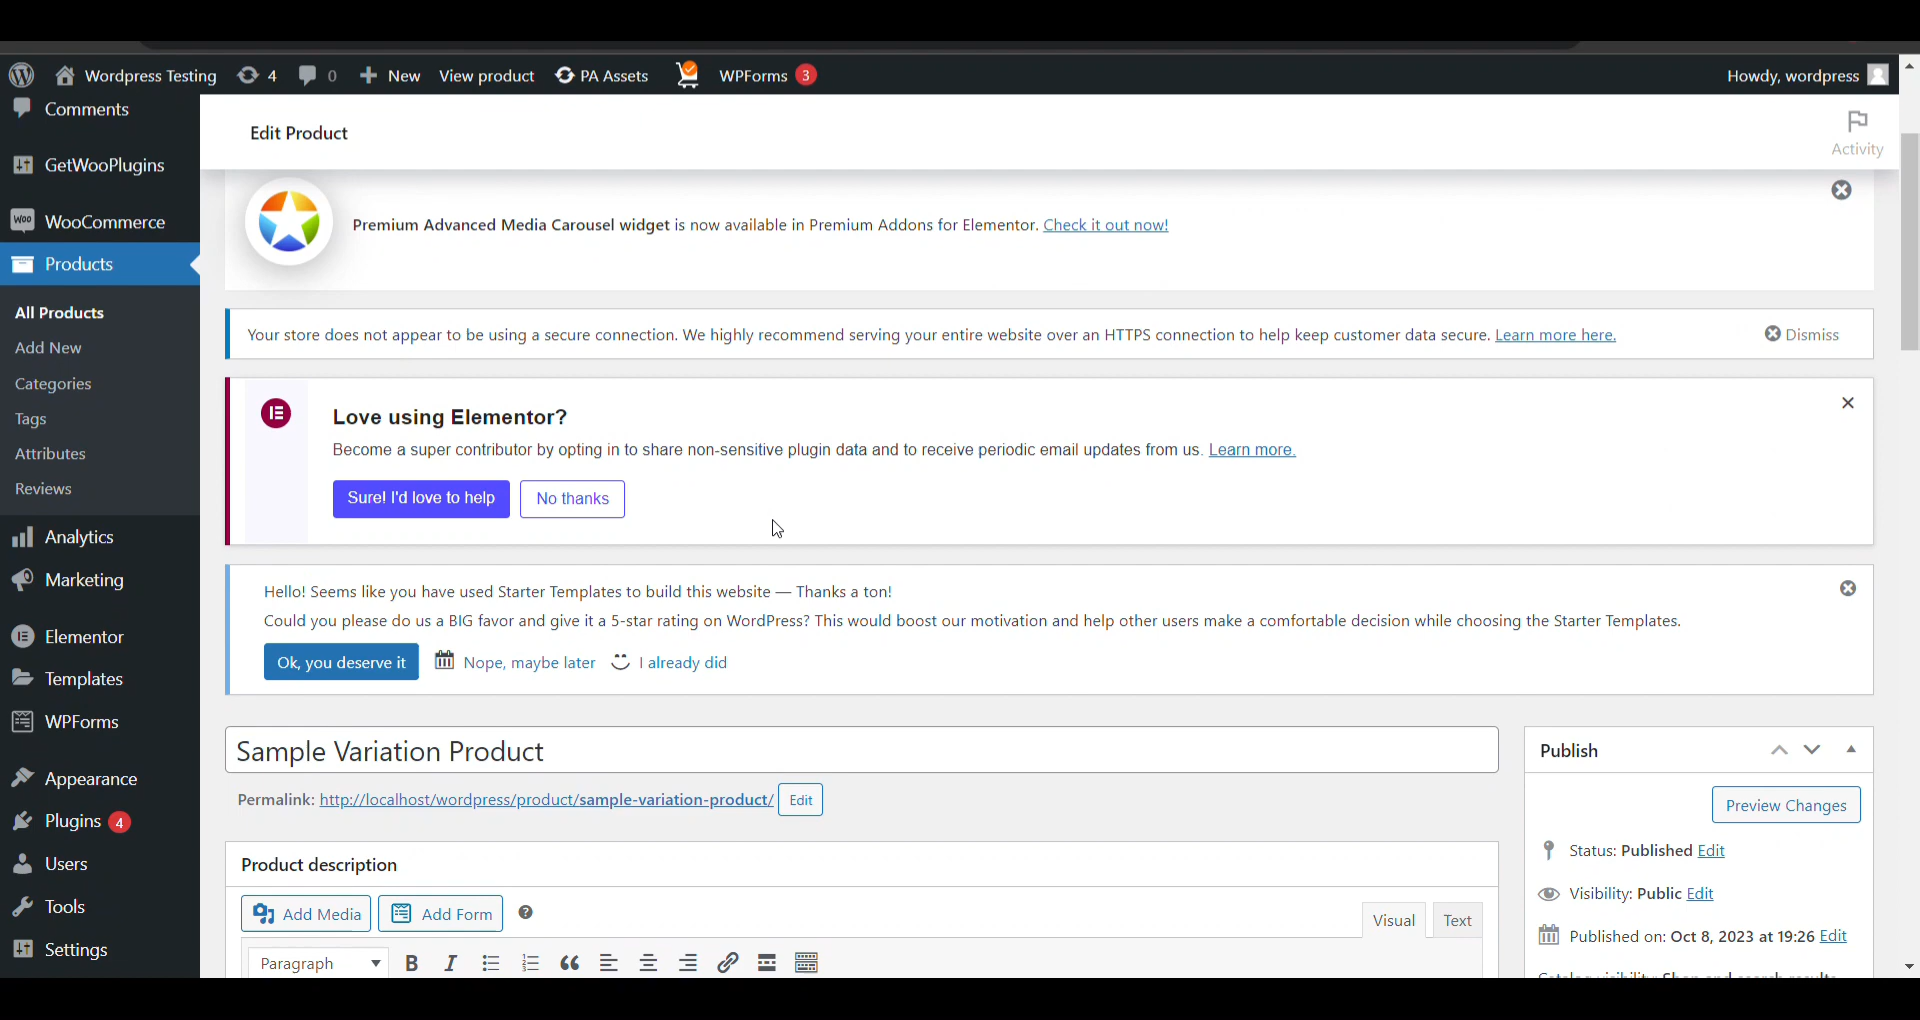 Wordpress Testing 4 0 New View product PA Assets WPForms 3 Howdy, wordpress
Comments
GetWooPlugins
WooCommerce
Products
All Products
Add New
Categories
Tags
Attributes
Reviews
Analytics
Marketing
Elementor
Templates
WPForms
Appearance
Plugins 4
Users
Tools
Settings
Edit Product
Activity
Premium Advanced Media Carousel widget is now available in Premium Addons for Elementor. Check it out now!
Your store does not appear to be using a secure connection. We highly recommend serving your entire website over an HTTPS connection to help keep customer data secure. Learn more here. Dismiss
Love using Elementor?
Become a super contributor by opting in to share non-sensitive plugin data and to receive periodic email updates from us. Learn more.
Sure! I'd love to help No thanks
Hello! Seems like you have used Starter Templates to build this website — Thanks a ton!
Could you please do us a BIG favor and give it a 5-star rating on WordPress? This would boost our motivation and help other users make a comfortable decision while choosing the Starter Templates.
Ok, you deserve it Nope, maybe later I already did
Sample Variation Product
Permalink: http://localhost/wordpress/product/sample-variation-product/ Edit
Product description
Add Media Add Form
Visual Text
Paragraph
Publish
Preview Changes
Status: Published Edit
Visibility: Public Edit
Published on: Oct 8, 2023 at 19:26 Edit